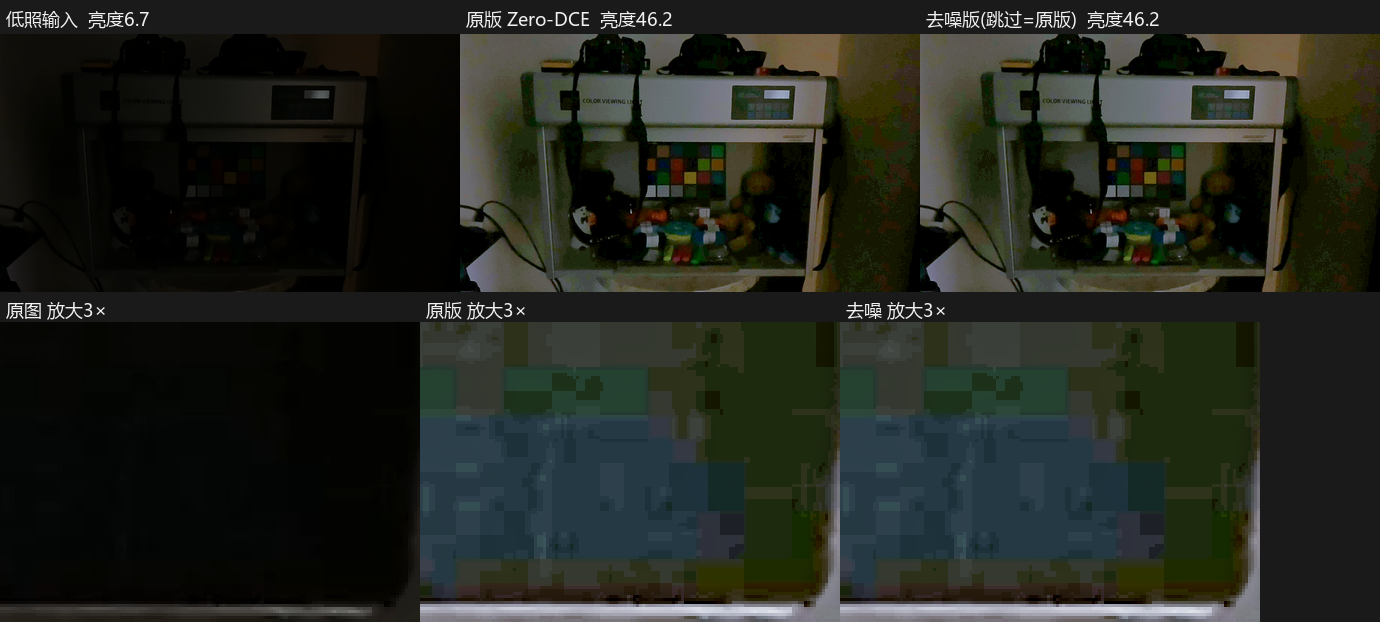 低照输入 亮度6.7
原版 Zero-DCE 亮度46.2
去噪版(跳过=原版) 亮度46.2
COLOR VIEWING LIGHT
COLOR VIEWING LIGHT
原图 放大3×
原版 放大3×
去噪 放大3×